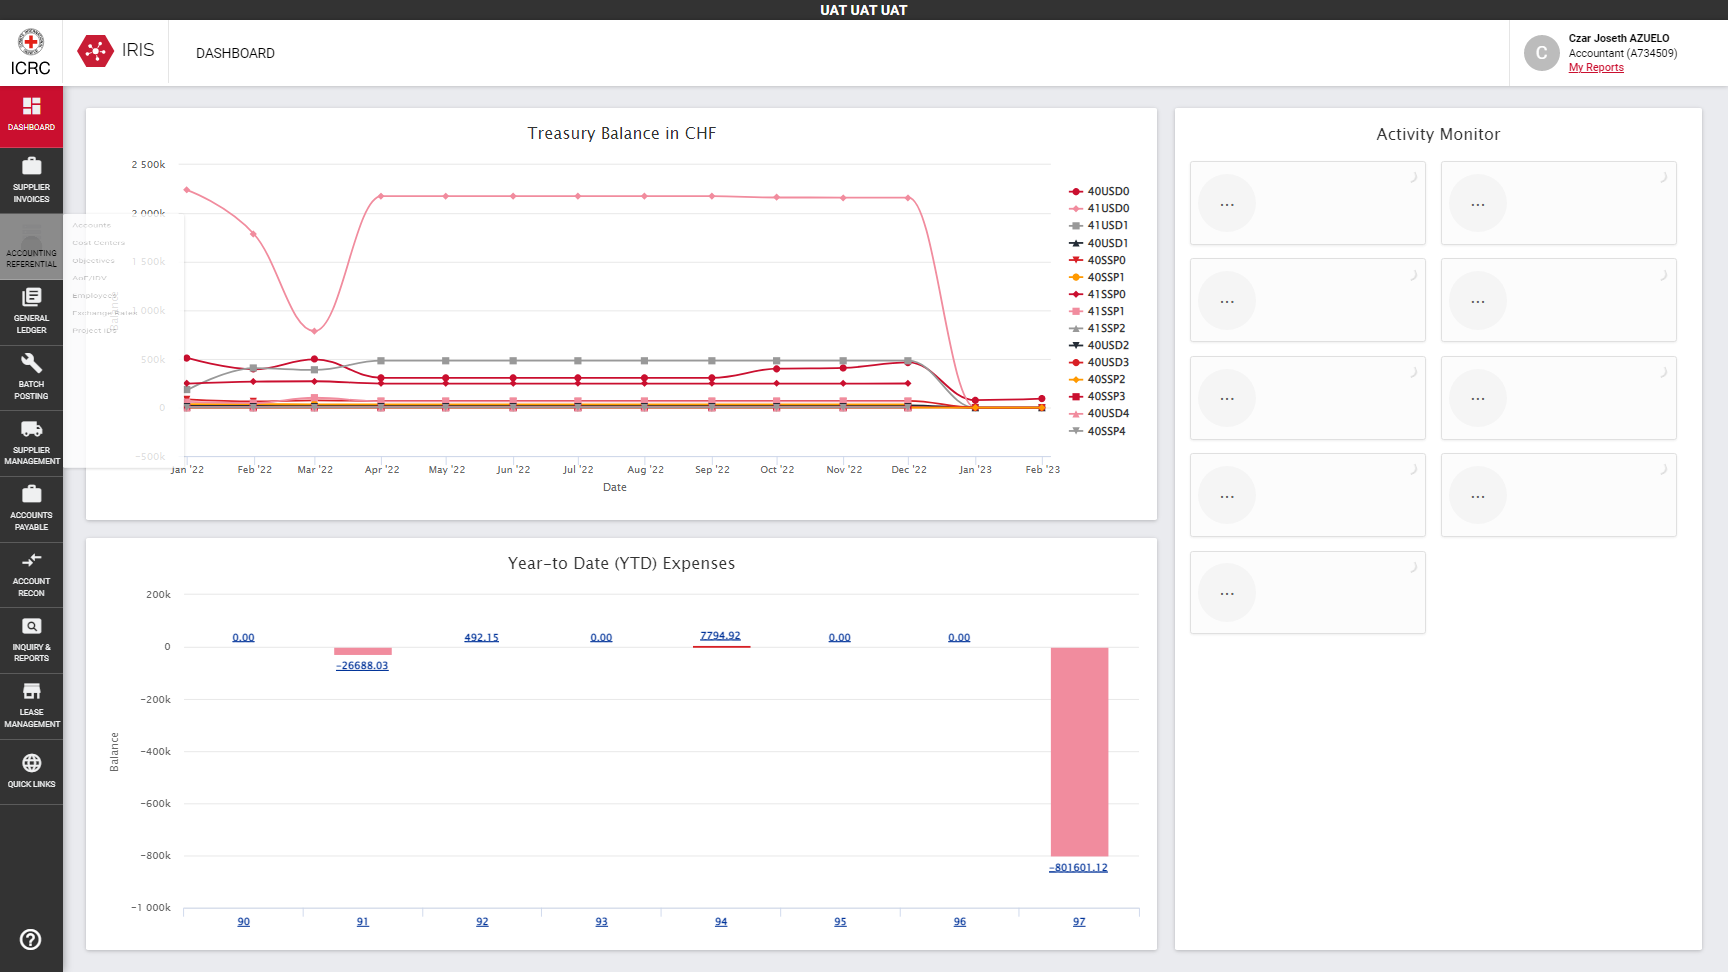 UAT UAT UAT
ICRC
IRIS
DASHBOARD
Czar Joseth AZUELO
Accountant (A734509)
My Reports
C
DASHBOARD
SUPPLIER
INVOICES
ACCOUNTING
REFERENTIAL
GENERAL
LEDGER
BATCH
POSTING
SUPPLIER
MANAGEMENT
ACCOUNTS
PAYABLE
ACCOUNT
RECON
INQUIRY &
REPORTS
LEASE
MANAGEMENT
QUICK LINKS
Accounts
Cost Centers
Objectives
AoF/IDV
Employees
Exchange Rates
Project IDs
Treasury Balance in CHF
2 500k
2 000k
1 500k
1 000k
500k
0
-500k
Balance
Jan '22
Feb '22
Mar '22
Apr '22
May '22
Jun '22
Jul '22
Aug '22
Sep '22
Oct '22
Nov '22
Dec '22
Jan '23
Feb '23
Date
40USD0
41USD0
41USD1
40USD1
40SSP0
40SSP1
41SSP0
41SSP1
41SSP2
40USD2
40USD3
40SSP2
40SSP3
40USD4
40SSP4
Year-to Date (YTD) Expenses
200k
0
-200k
-400k
-600k
-800k
-1 000k
Balance
0.00
-26688.03
492.15
0.00
7794.92
0.00
0.00
-801601.12
90
91
92
93
94
95
96
97
Activity Monitor
...
...
...
...
...
...
...
...
...